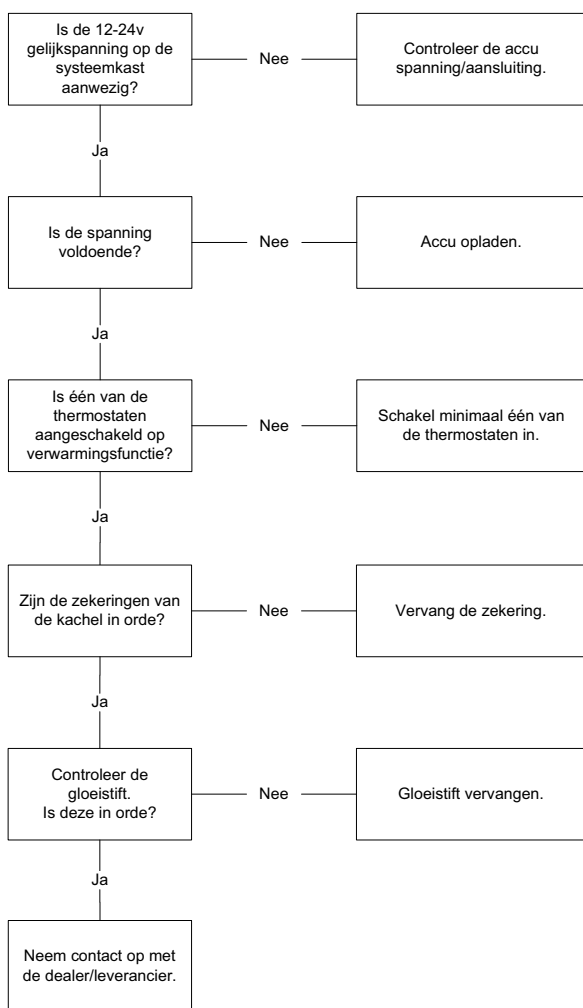 Is de 12-24v
gelijkspanning op de
systeemkast
aanwezig?
Nee
Controleer de accu
spanning/aansluiting.
Ja
Is de spanning
voldoende?
Nee
Accu opladen.
Ja
Is één van de
thermostaten
aangeschakeld op
verwarmingsfunctie?
Nee
Schakel minimaal één van
de thermostaten in.
Ja
Zijn de zekeringen van
de kachel in orde?
Nee
Vervang de zekering.
Ja
Controleer de
gloeistift.
Is deze in orde?
Nee
Gloeistift vervangen.
Ja
Neem contact op met
de dealer/leverancier.